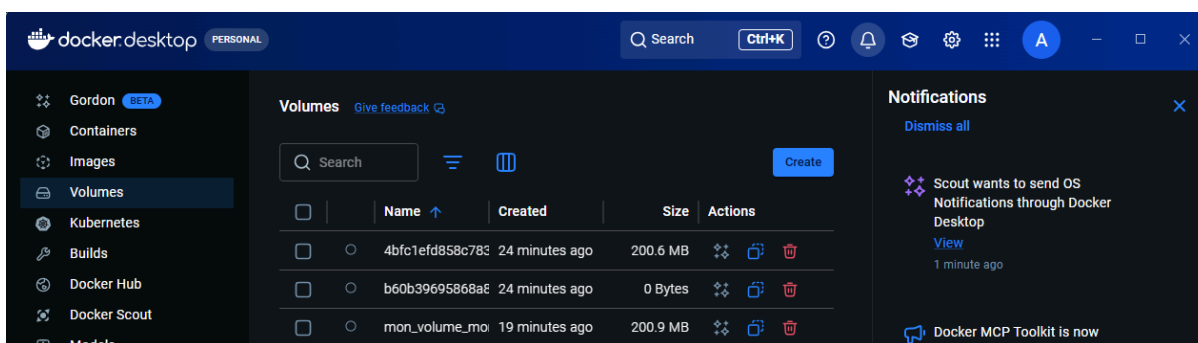 docker.desktop PERSONAL Search Ctrl+K A
Gordon BETA
Containers
Images
Volumes
Kubernetes
Builds
Docker Hub
Docker Scout
Models
Volumes Give feedback
Search
Create
Name Created Size Actions
4bfc1efd858c783 24 minutes ago 200.6 MB
b60b39695868a8 24 minutes ago 0 Bytes
mon_volume_mo 19 minutes ago 200.9 MB
Notifications
Dismiss all
Scout wants to send OS
Notifications through Docker
Desktop
View
1 minute ago
Docker MCP Toolkit is now